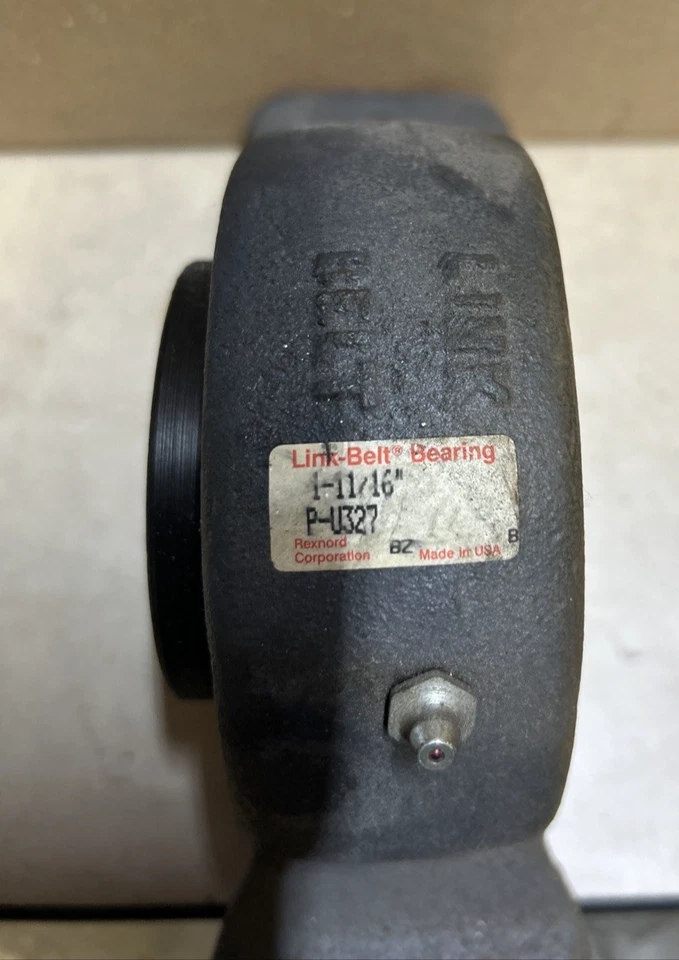 LINK
BELT
Link-Belt® Bearing
1-11/16"
P-U327
B
Rexnord
Corporation
BZ
Made in USA